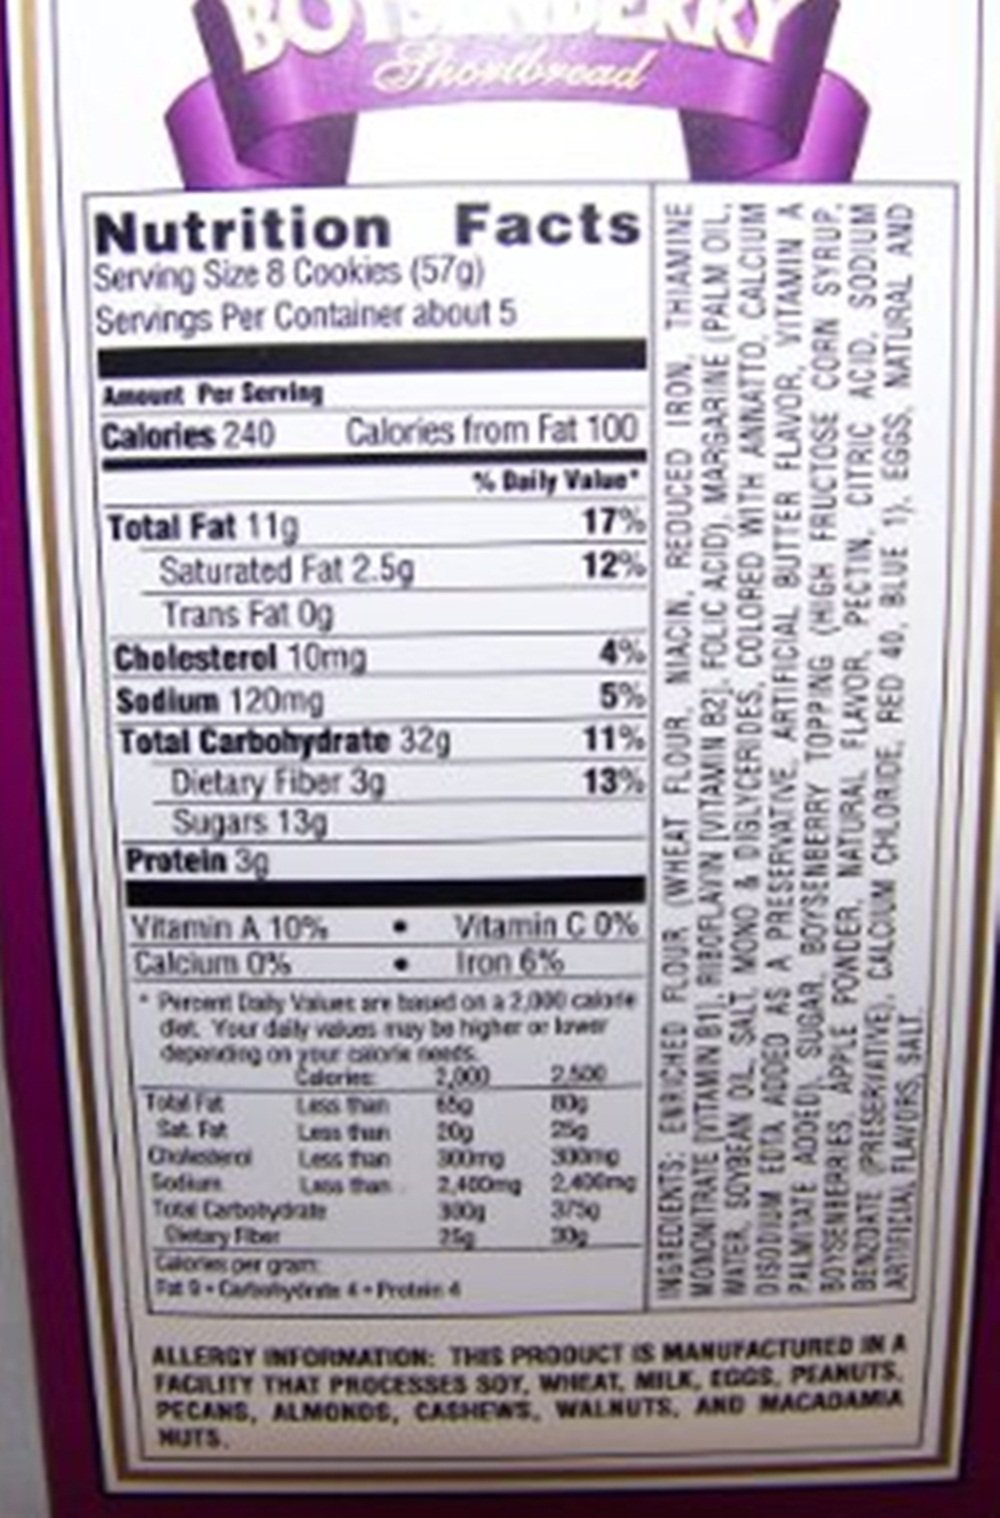 BOYSENBERRY
Shortbread
Nutrition Facts
Serving Size 8 Cookies (57g)
Servings Per Container about 5
Amount Per Serving
Calories 240 Calories from Fat 100
% Daily Value*
Total Fat 11g 17%
Saturated Fat 2.5g 12%
Trans Fat 0g
Cholesterol 10mg 4%
Sodium 120mg 5%
Total Carbohydrate 32g 11%
Dietary Fiber 3g 13%
Sugars 13g
Protein 3g
Vitamin A 10% • Vitamin C 0%
Calcium 0% • Iron 6%
* Percent Daily Values are based on a 2,000 calorie
diet. Your daily values may be higher or lower
depending on your calorie needs.
Calories: 2,000 2,500
Total Fat Less than 65g 80g
Sat. Fat Less than 20g 25g
Cholesterol Less than 300mg 300mg
Sodium Less than 2,400mg 2,400mg
Total Carbohydrate 300g 375g
Dietary Fiber 25g 30g
Calories per gram:
Fat 9 • Carbohydrate 4 • Protein 4
INGREDIENTS: ENRICHED FLOUR (WHEAT FLOUR, NIACIN, REDUCED IRON, THIAMINE
MONONITRATE [VITAMIN B1], RIBOFLAVIN [VITAMIN B2], FOLIC ACID), MARGARINE (PALM OIL,
WATER, SOYBEAN OIL, SALT, MONO & DIGLYCERIDES, COLORED WITH ANNATTO, CALCIUM
DISODIUM EDTA ADDED AS A PRESERVATIVE, ARTIFICIAL BUTTER FLAVOR, VITAMIN A
PALMITATE ADDED), SUGAR, BOYSENBERRY TOPPING (HIGH FRUCTOSE CORN SYRUP,
BOYSENBERRIES, APPLE POWDER, NATURAL FLAVOR, PECTIN, CITRIC ACID, SODIUM
BENZOATE (PRESERVATIVE), CALCIUM CHLORIDE, RED 40, BLUE 1), EGGS, NATURAL AND
ARTIFICIAL FLAVORS, SALT.
ALLERGY INFORMATION: THIS PRODUCT IS MANUFACTURED IN A
FACILITY THAT PROCESSES SOY, WHEAT, MILK, EGGS, PEANUTS,
PECANS, ALMONDS, CASHEWS, WALNUTS, AND MACADAMIA
NUTS.